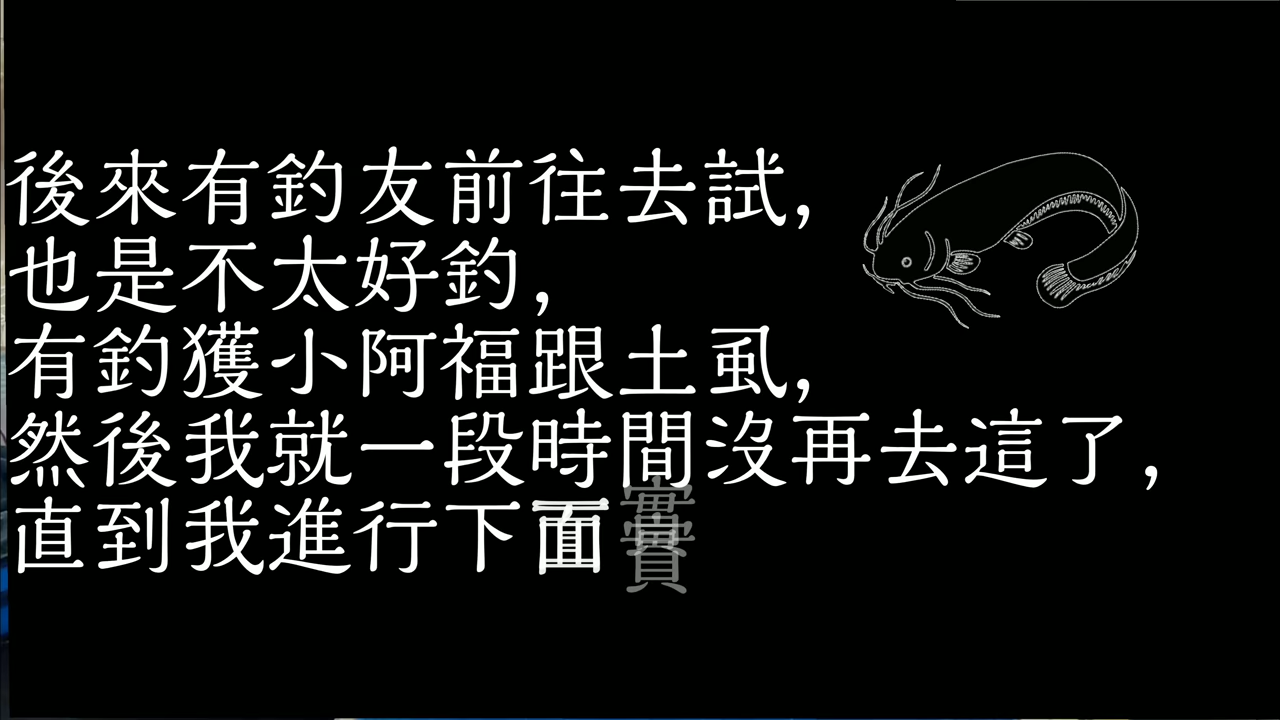 後來有釣友前往去試,
也是不太好釣,
有釣獲小阿福跟土虱,
然後我就一段時間沒再去這了,
直到我進行下面實